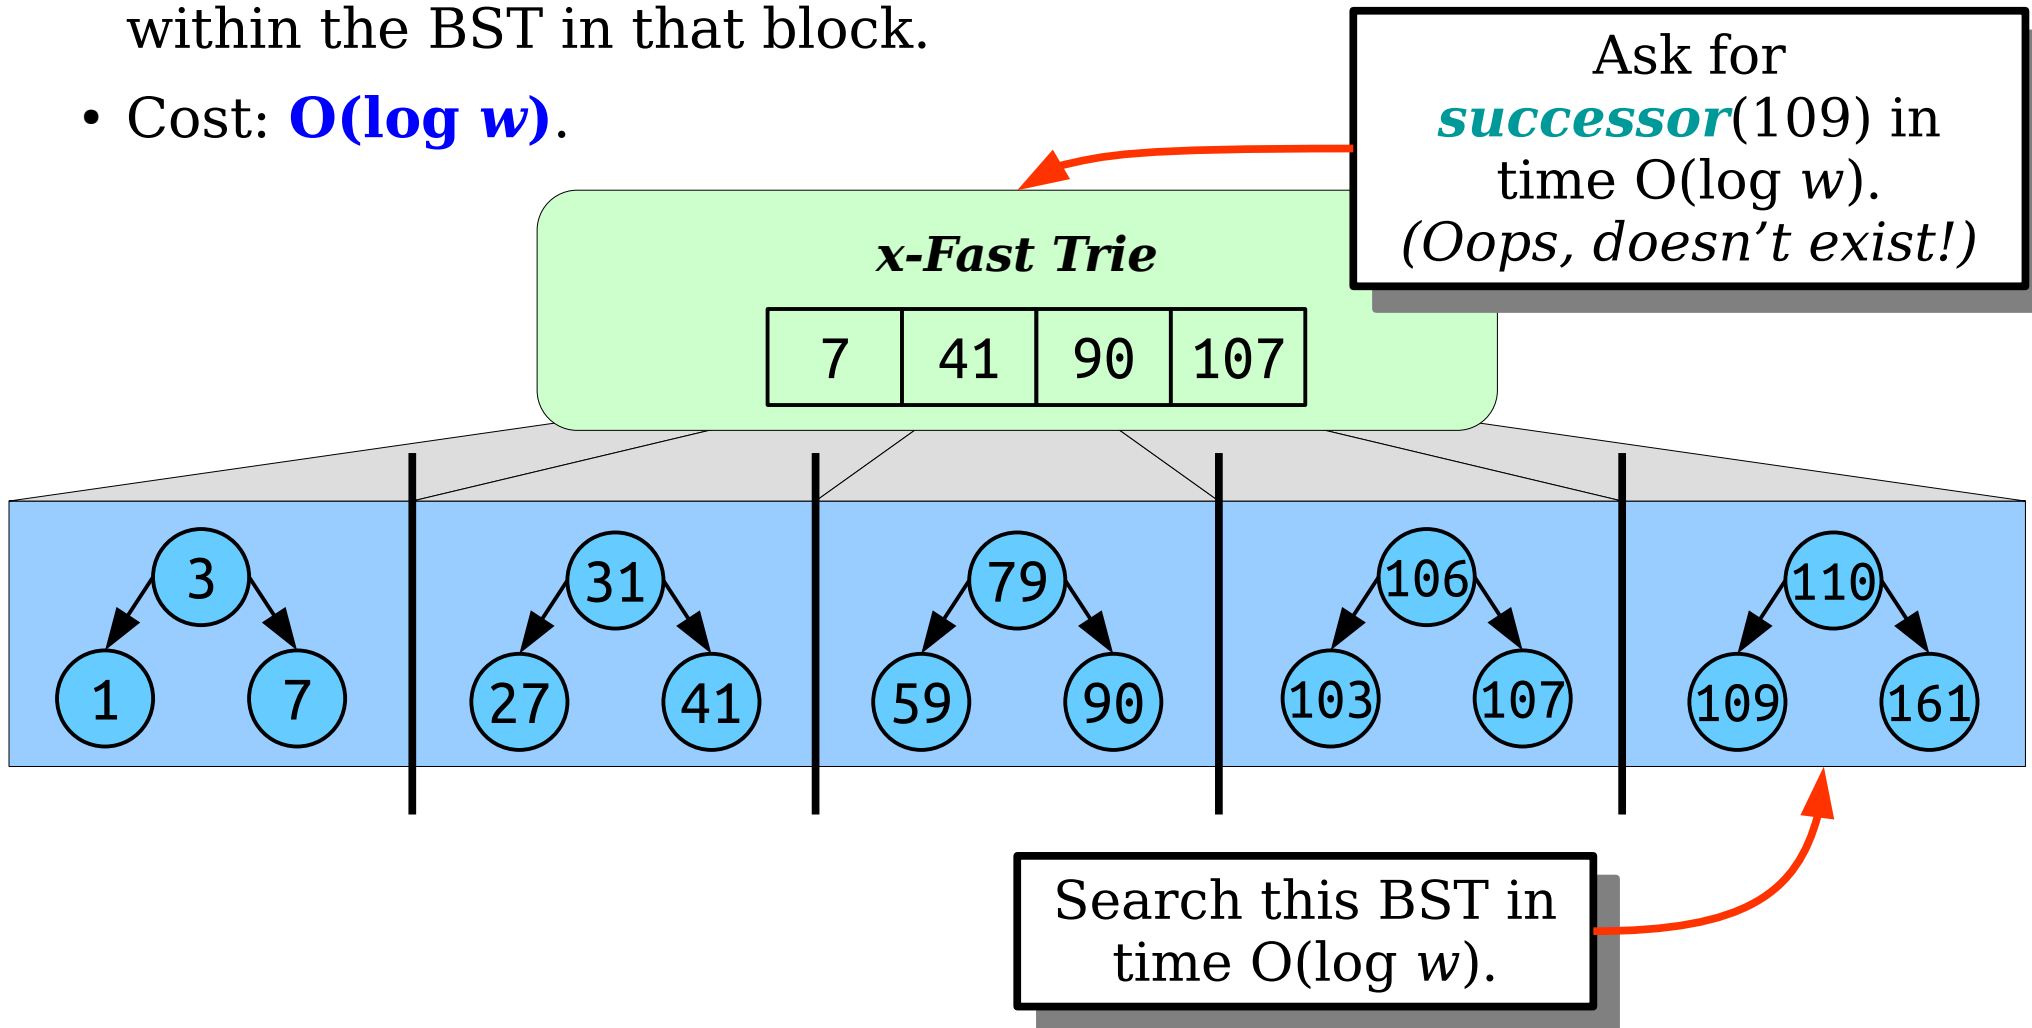 within the BST in that block.
• Cost: O(log w).
Ask for
successor(109) in
time O(log w).
(Oops, doesn’t exist!)
x-Fast Trie
7 41 90 107
3 31 79 106 110
1 7 27 41 59 90 103 107 109 161
Search this BST in
time O(log w).